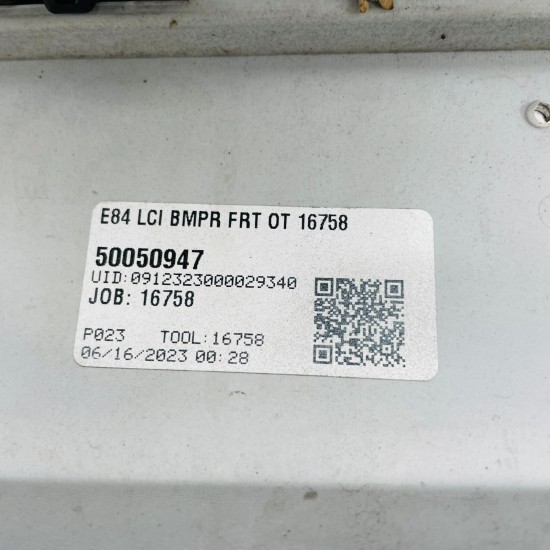 E84 LCI BMPR FRT OT 16758
50050947
UID:0912323000029340
JOB: 16758
P023 TOOL:16758
06/16/2023 00:28